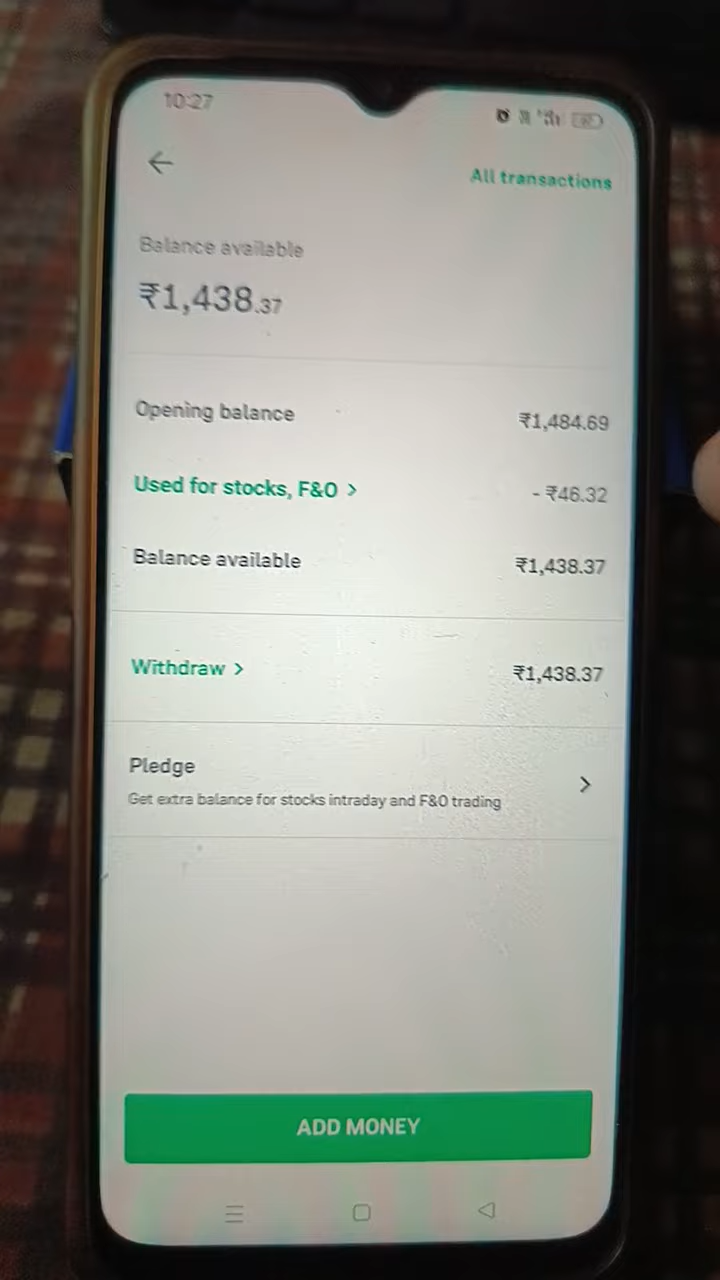 10:27
All transactions
Balance available
₹1,438.37
Opening balance ₹1,484.69
Used for stocks, F&O > - ₹46.32
Balance available ₹1,438.37
Withdraw > ₹1,438.37
Pledge
Get extra balance for stocks intraday and F&O trading
ADD MONEY